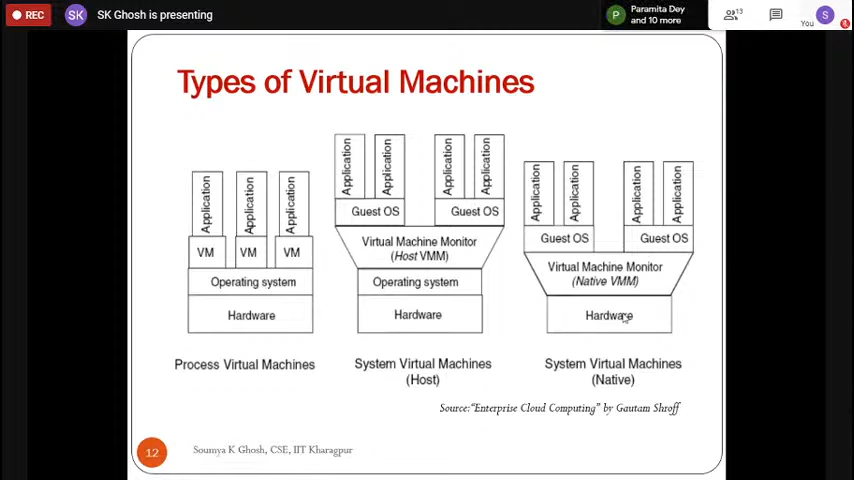 REC
SK
SK Ghosh is presenting
P
Paramita Dey
and 10 more
13
You
S
Types of Virtual Machines
Application
Application
Application
VM
VM
VM
Operating system
Hardware
Process Virtual Machines
Application
Application
Application
Application
Guest OS
Guest OS
Virtual Machine Monitor
(Host VMM)
Operating system
Hardware
System Virtual Machines
(Host)
Application
Application
Application
Application
Guest OS
Guest OS
Virtual Machine Monitor
(Native VMM)
Hardware
System Virtual Machines
(Native)
Source:"Enterprise Cloud Computing" by Gautam Shroff
12
Soumya K Ghosh, CSE, IIT Kharagpur